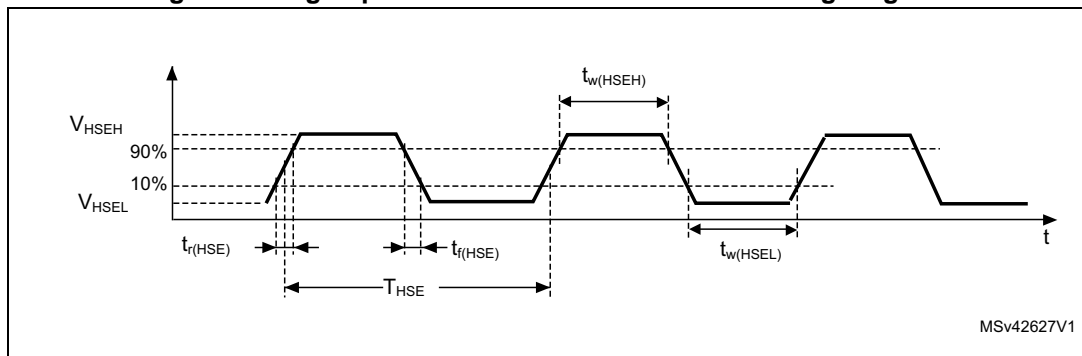 t_w(HSEH)
V_HSEH
90%
10%
V_HSEL
t_r(HSE)
t_f(HSE)
t_w(HSEL)
t
T_HSE
MSv42627V1